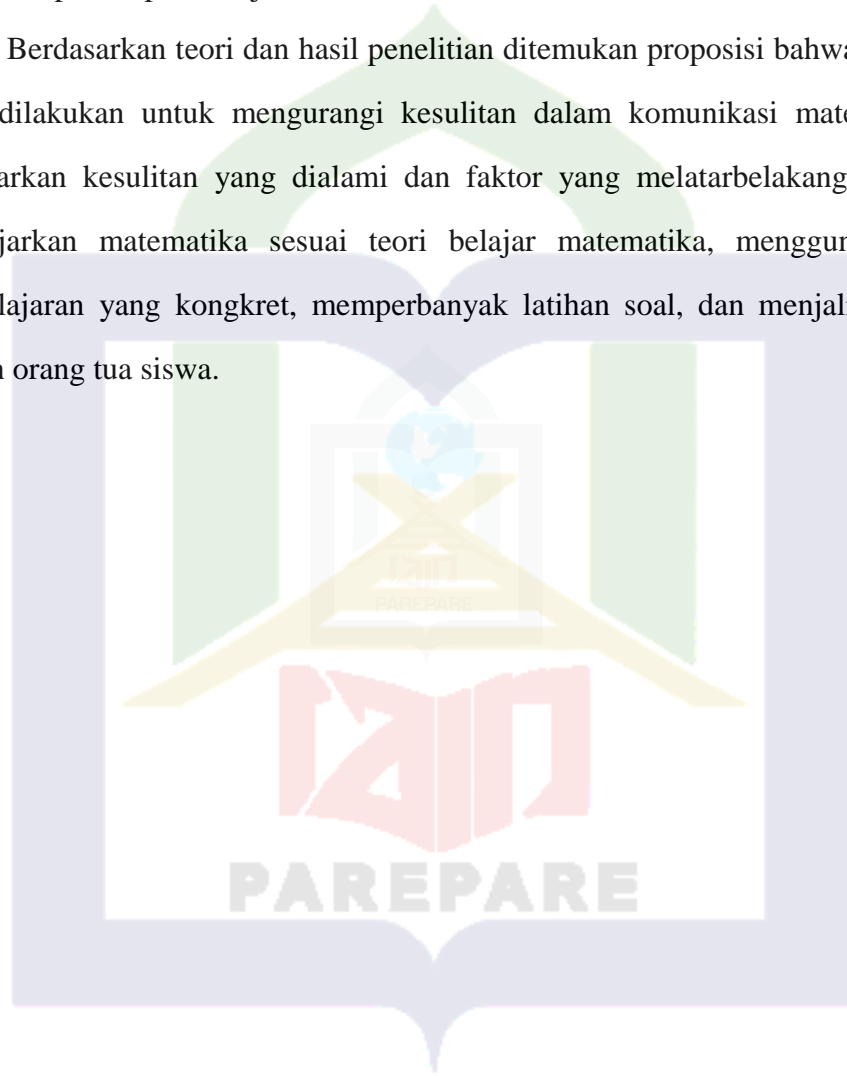 Berdasarkan teori dan hasil penelitian ditemukan proposisi bahwa
dilakukan untuk mengurangi kesulitan dalam komunikasi mate
arkan kesulitan yang dialami dan faktor yang melatarbelakang
jarkan matematika sesuai teori belajar matematika, menggun
lajaran yang kongkret, memperbanyak latihan soal, dan menjal
orang tua siswa.
iain
PAREPARE
iain
PAREPARE